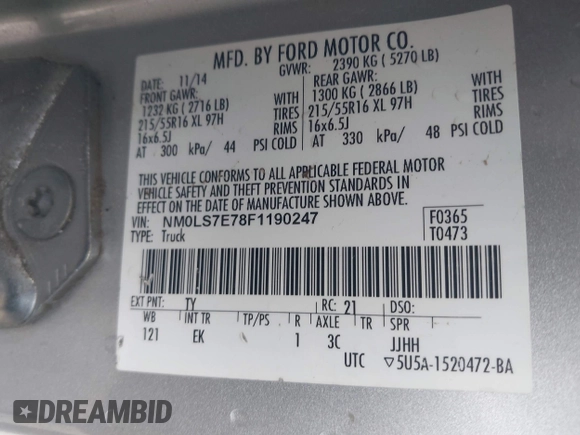 MFD. BY FORD MOTOR CO.
DATE: 11/14 GVWR: 2390 KG ( 5270 LB)
FRONT GAWR: REAR GAWR:
1232 KG ( 2716 LB) WITH 1300 KG ( 2866 LB) WITH
215/55R16 XL 97H TIRES 215/55R16 XL 97H TIRES
16x6.5J RIMS 16x6.5J RIMS
AT 300 kPa/ 44 PSI COLD AT 330 kPa/ 48 PSI COLD
THIS VEHICLE CONFORMS TO ALL APPLICABLE FEDERAL MOTOR
VEHICLE SAFETY AND THEFT PREVENTION STANDARDS IN
EFFECT ON THE DATE OF MANUFACTURE SHOWN ABOVE.
VIN: NM0LS7E78F1190247 F0365
TYPE: Truck T0473
EXT PNT: TY RC: 21 DSO:
WB INT TR TP/PS R AXLE TR SPR
121 EK 1 3C JJHH
UTC ▽5U5A-1520472-BA
DREAMBID